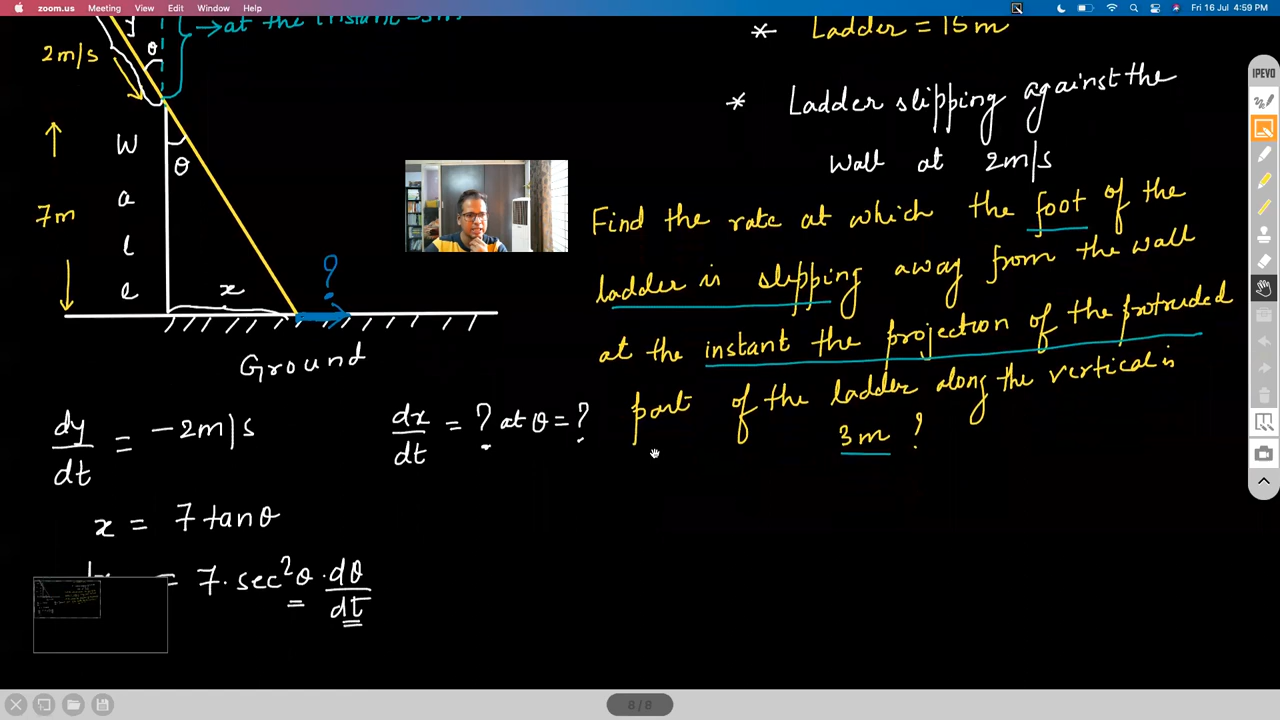 zoom.us Meeting View Edit Window Help
Fri 16 Jul 4:59 PM
→ at the instant = 3m
* Ladder = 15m
IPEVO
2m/s
y
θ
* Ladder slipping against the
wall at 2m/s
W
a
l
l
θ
7m
x
?
Ground
Find the rate at which the foot of the
ladder is slipping away from the wall
at the instant the projection of the protruded
part of the ladder along the vertical is
3m ?
dy/dt = -2m/s
dx/dt = ? at θ = ?
x = 7 tanθ
= 7. sec²θ . dθ/dt
8 / 8